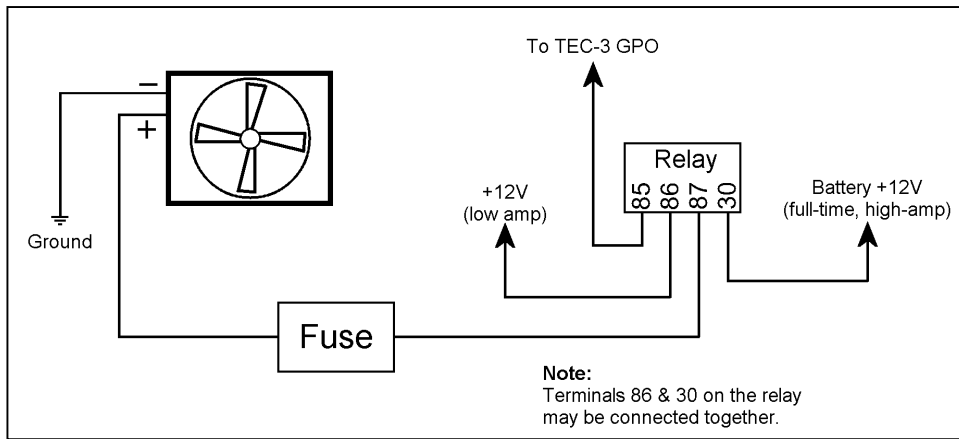 To TEC-3 GPO
−
+
Relay
85 86 87 30
+12V
(low amp)
Battery +12V
(full-time, high-amp)
Ground
Fuse
Note:
Terminals 86 & 30 on the relay
may be connected together.